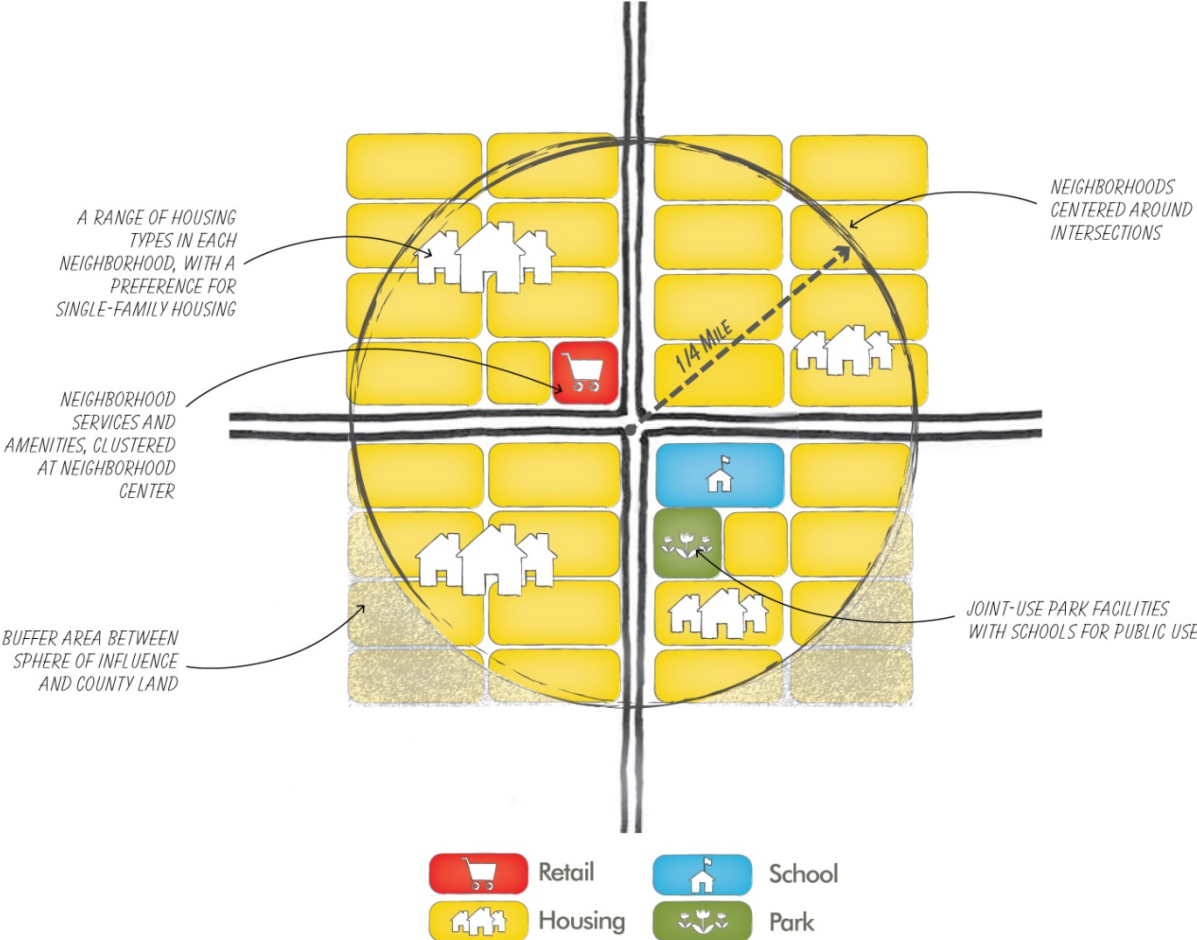 A RANGE OF HOUSING
TYPES IN EACH
NEIGHBORHOOD, WITH A
PREFERENCE FOR
SINGLE-FAMILY HOUSING
NEIGHBORHOODS
CENTERED AROUND
INTERSECTIONS
1/4 MILE
NEIGHBORHOOD
SERVICES AND
AMENITIES, CLUSTERED
AT NEIGHBORHOOD
CENTER
BUFFER AREA BETWEEN
SPHERE OF INFLUENCE
AND COUNTY LAND
JOINT-USE PARK FACILITIES
WITH SCHOOLS FOR PUBLIC USE
Retail
School
Housing
Park